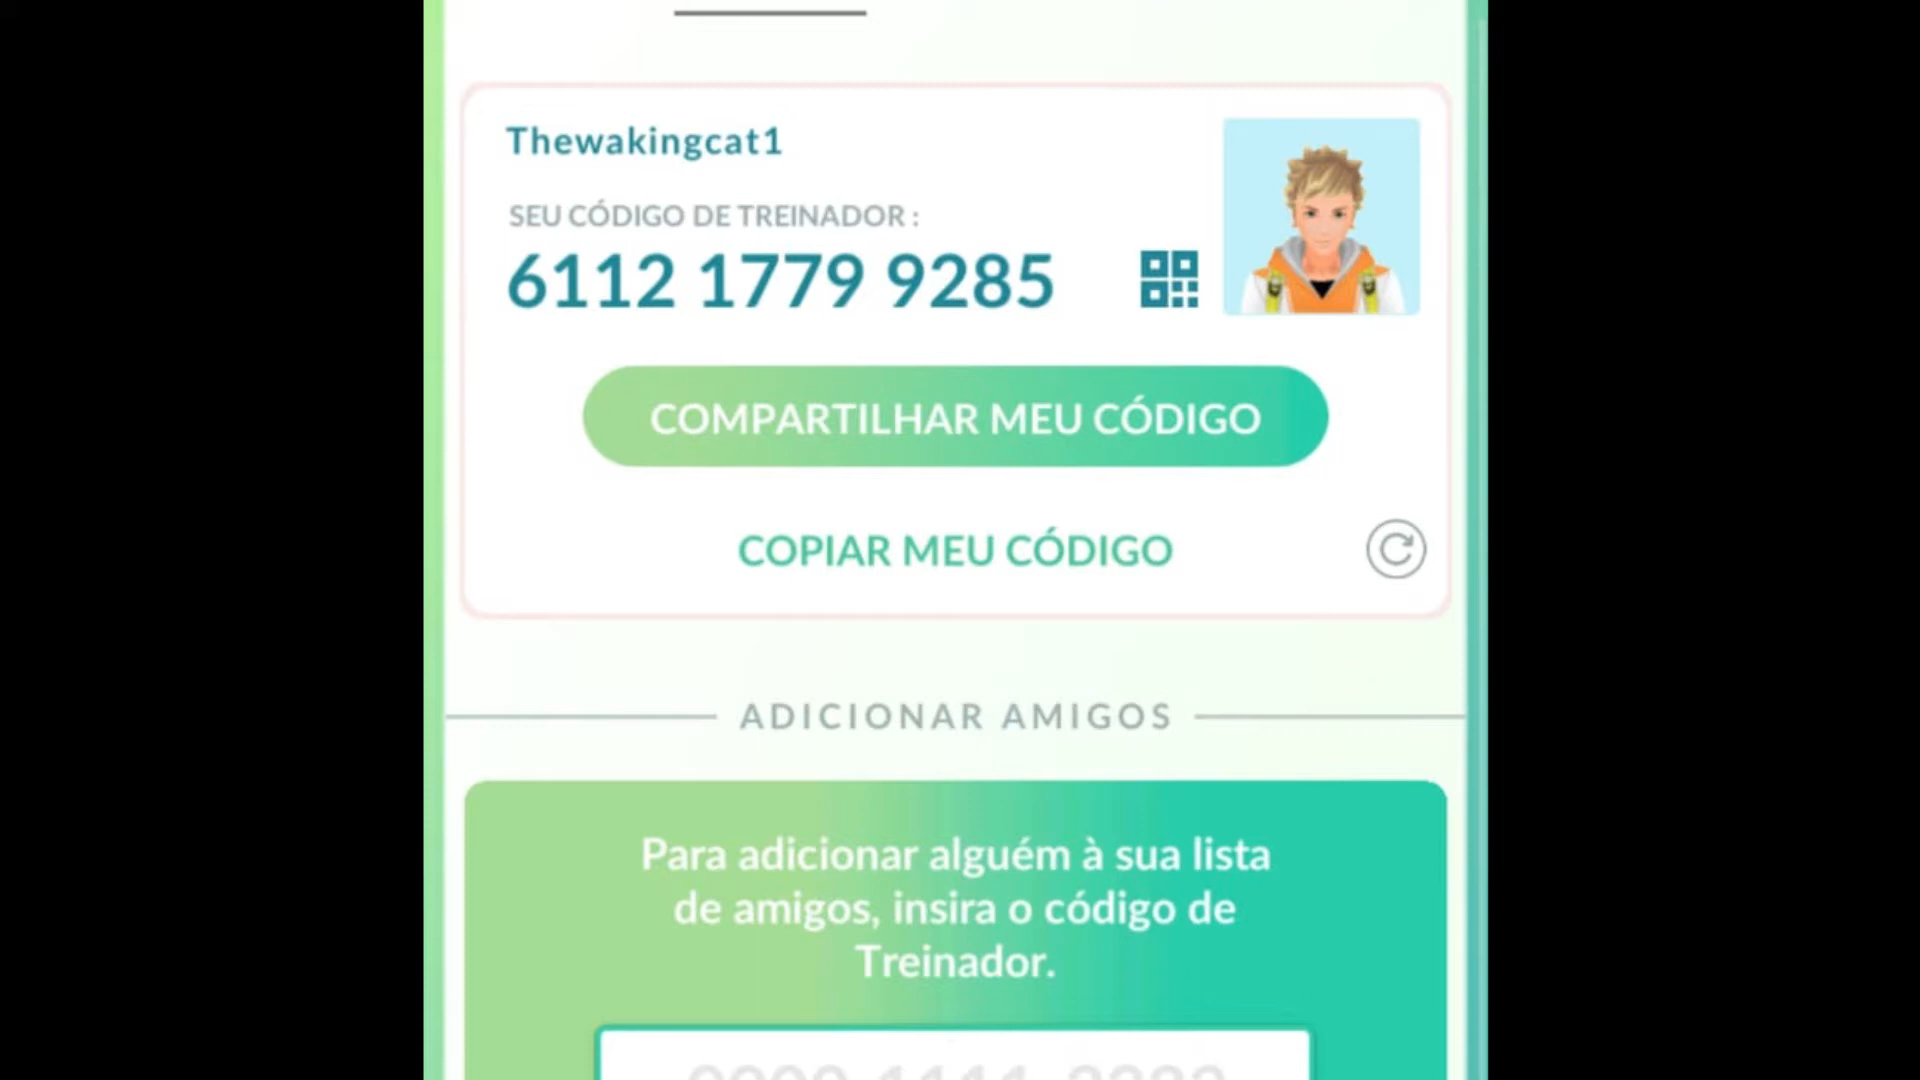 Thewakingcat1
SEU CÓDIGO DE TREINADOR :
6112 1779 9285
COMPARTILHAR MEU CÓDIGO
COPIAR MEU CÓDIGO
ADICIONAR AMIGOS
Para adicionar alguém à sua lista
de amigos, insira o código de
Treinador.